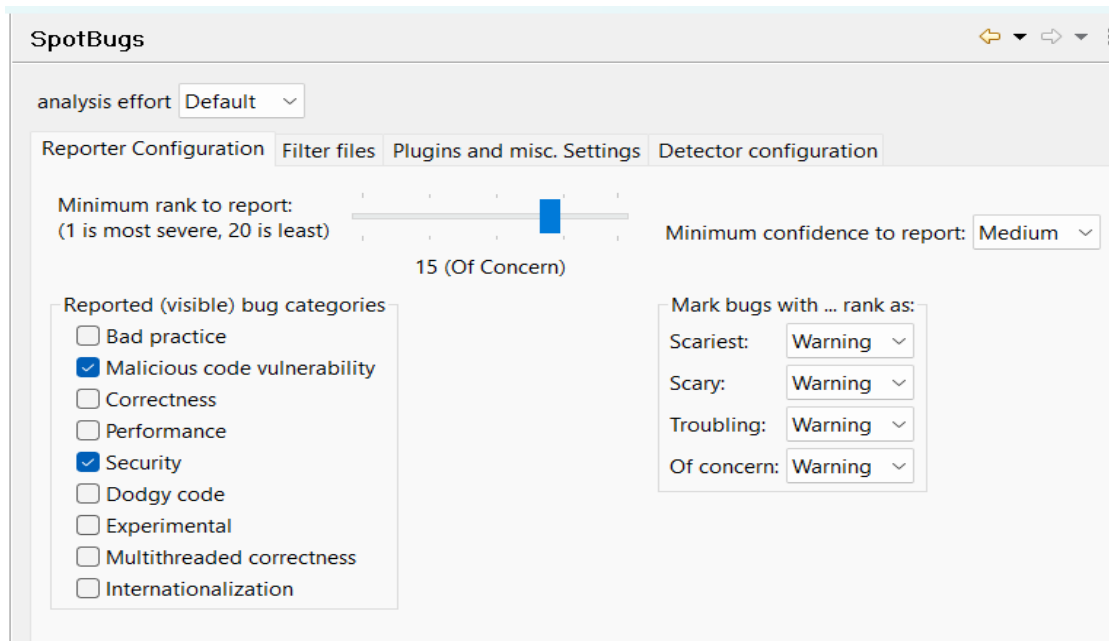 SpotBugs
analysis effort Default
Reporter Configuration Filter files Plugins and misc. Settings Detector configuration
Minimum rank to report:
(1 is most severe, 20 is least)
15 (Of Concern)
Minimum confidence to report: Medium
Reported (visible) bug categories
Bad practice
Malicious code vulnerability
Correctness
Performance
Security
Dodgy code
Experimental
Multithreaded correctness
Internationalization
Mark bugs with ... rank as:
Scariest: Warning
Scary: Warning
Troubling: Warning
Of concern: Warning